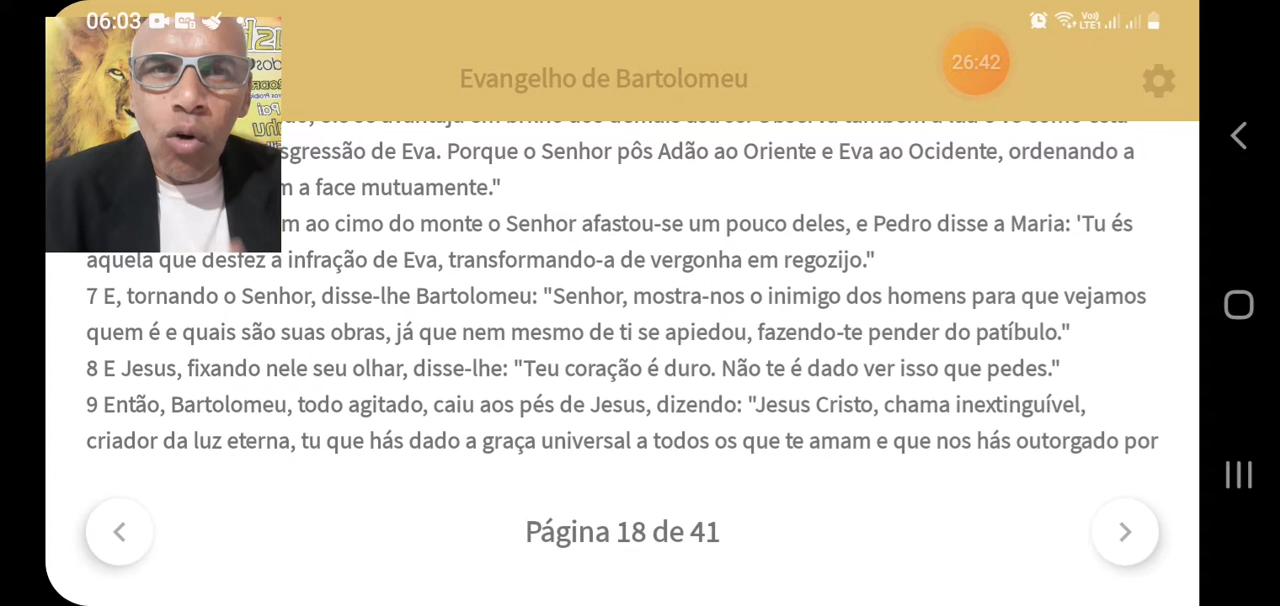 06:03
Vo))
LTE1
26:42
Evangelho de Bartolomeu
sgressão de Eva. Porque o Senhor pôs Adão ao Oriente e Eva ao Ocidente, ordenando a
m a face mutuamente."
m ao cimo do monte o Senhor afastou-se um pouco deles, e Pedro disse a Maria: 'Tu és
aquela que desfez a infração de Eva, transformando-a de vergonha em regozijo."
7 E, tornando o Senhor, disse-lhe Bartolomeu: "Senhor, mostra-nos o inimigo dos homens para que vejamos
quem é e quais são suas obras, já que nem mesmo de ti se apiedou, fazendo-te pender do patíbulo."
8 E Jesus, fixando nele seu olhar, disse-lhe: "Teu coração é duro. Não te é dado ver isso que pedes."
9 Então, Bartolomeu, todo agitado, caiu aos pés de Jesus, dizendo: "Jesus Cristo, chama inextinguível,
criador da luz eterna, tu que hás dado a graça universal a todos os que te amam e que nos hás outorgado por
Página 18 de 41